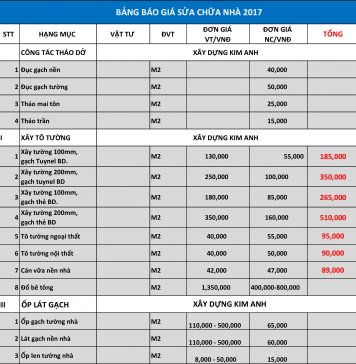 BẢNG BÁO GIÁ SỬA CHỮA NHÀ 2017
STT HẠNG MỤC VẬT TƯ ĐVT ĐƠN GIÁ VT/VNĐ ĐƠN GIÁ NC/VNĐ TỔNG
CÔNG TÁC THÁO DỞ XÂY DỰNG KIM ANH
1 Đục gạch nền M2 40,000
2 Đục gạch tường M2 50,000
3 Tháo mai tôn M2 25,000
4 Tháo trần M2 15,000
I XÂY TÔ TƯỜNG XÂY DỰNG KIM ANH
1 Xây tường 100mm, gạch Tuynel BD. M2 130,000 55,000 185,000
2 Xây tường 200mm, gạch tuynel BD M2 250,000 100,000 350,000
3 Xây tường 100mm, gạch thẻ BD. M2 180,000 85,000 265,000
4 Xây tường 200mm, gạch thẻ BD M2 350,000 160,000 510,000
5 Tô tường ngoại thất M2 40,000 55,000 95,000
6 Tô tường nội thất M2 40,000 50,000 90,000
7 Cán vữa nền nhà M2 42,000 47,000 89,000
8 Đổ bê tông M2 1,350,000 400,000-800,000
III ỐP LÁT GẠCH XÂY DỰNG KIM ANH
1 Ốp gạch tường nhà M2 110,000 - 500,000 65,000
2 Lát gạch nền nhà M2 110,000 - 500,000 60,000
3 Ốp len tường nhà M2 8,000 - 50,000 15,000